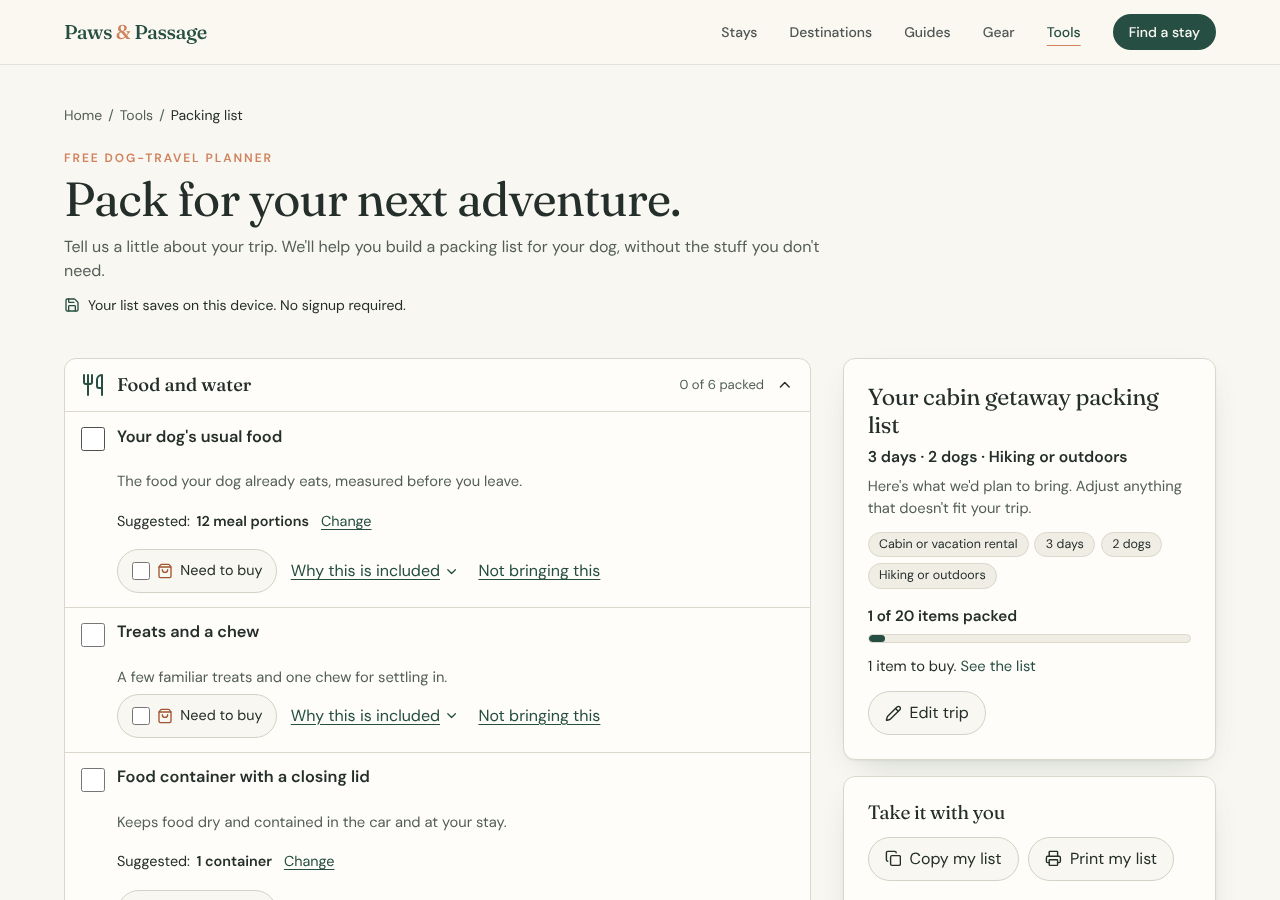 Paws & Passage
Stays
Destinations
Guides
Gear
Tools
Find a stay
Home / Tools / Packing list
FREE DOG-TRAVEL PLANNER
Pack for your next adventure.
Tell us a little about your trip. We'll help you build a packing list for your dog, without the stuff you don't
need.
Your list saves on this device. No signup required.
Food and water
0 of 6 packed
Your dog's usual food
The food your dog already eats, measured before you leave.
Suggested: 12 meal portions Change
Need to buy
Why this is included
Not bringing this
Treats and a chew
A few familiar treats and one chew for settling in.
Need to buy
Why this is included
Not bringing this
Food container with a closing lid
Keeps food dry and contained in the car and at your stay.
Suggested: 1 container Change
Your cabin getaway packing
list
3 days · 2 dogs · Hiking or outdoors
Here's what we'd plan to bring. Adjust anything
that doesn't fit your trip.
Cabin or vacation rental
3 days
2 dogs
Hiking or outdoors
1 of 20 items packed
1 item to buy. See the list
Edit trip
Take it with you
Copy my list
Print my list